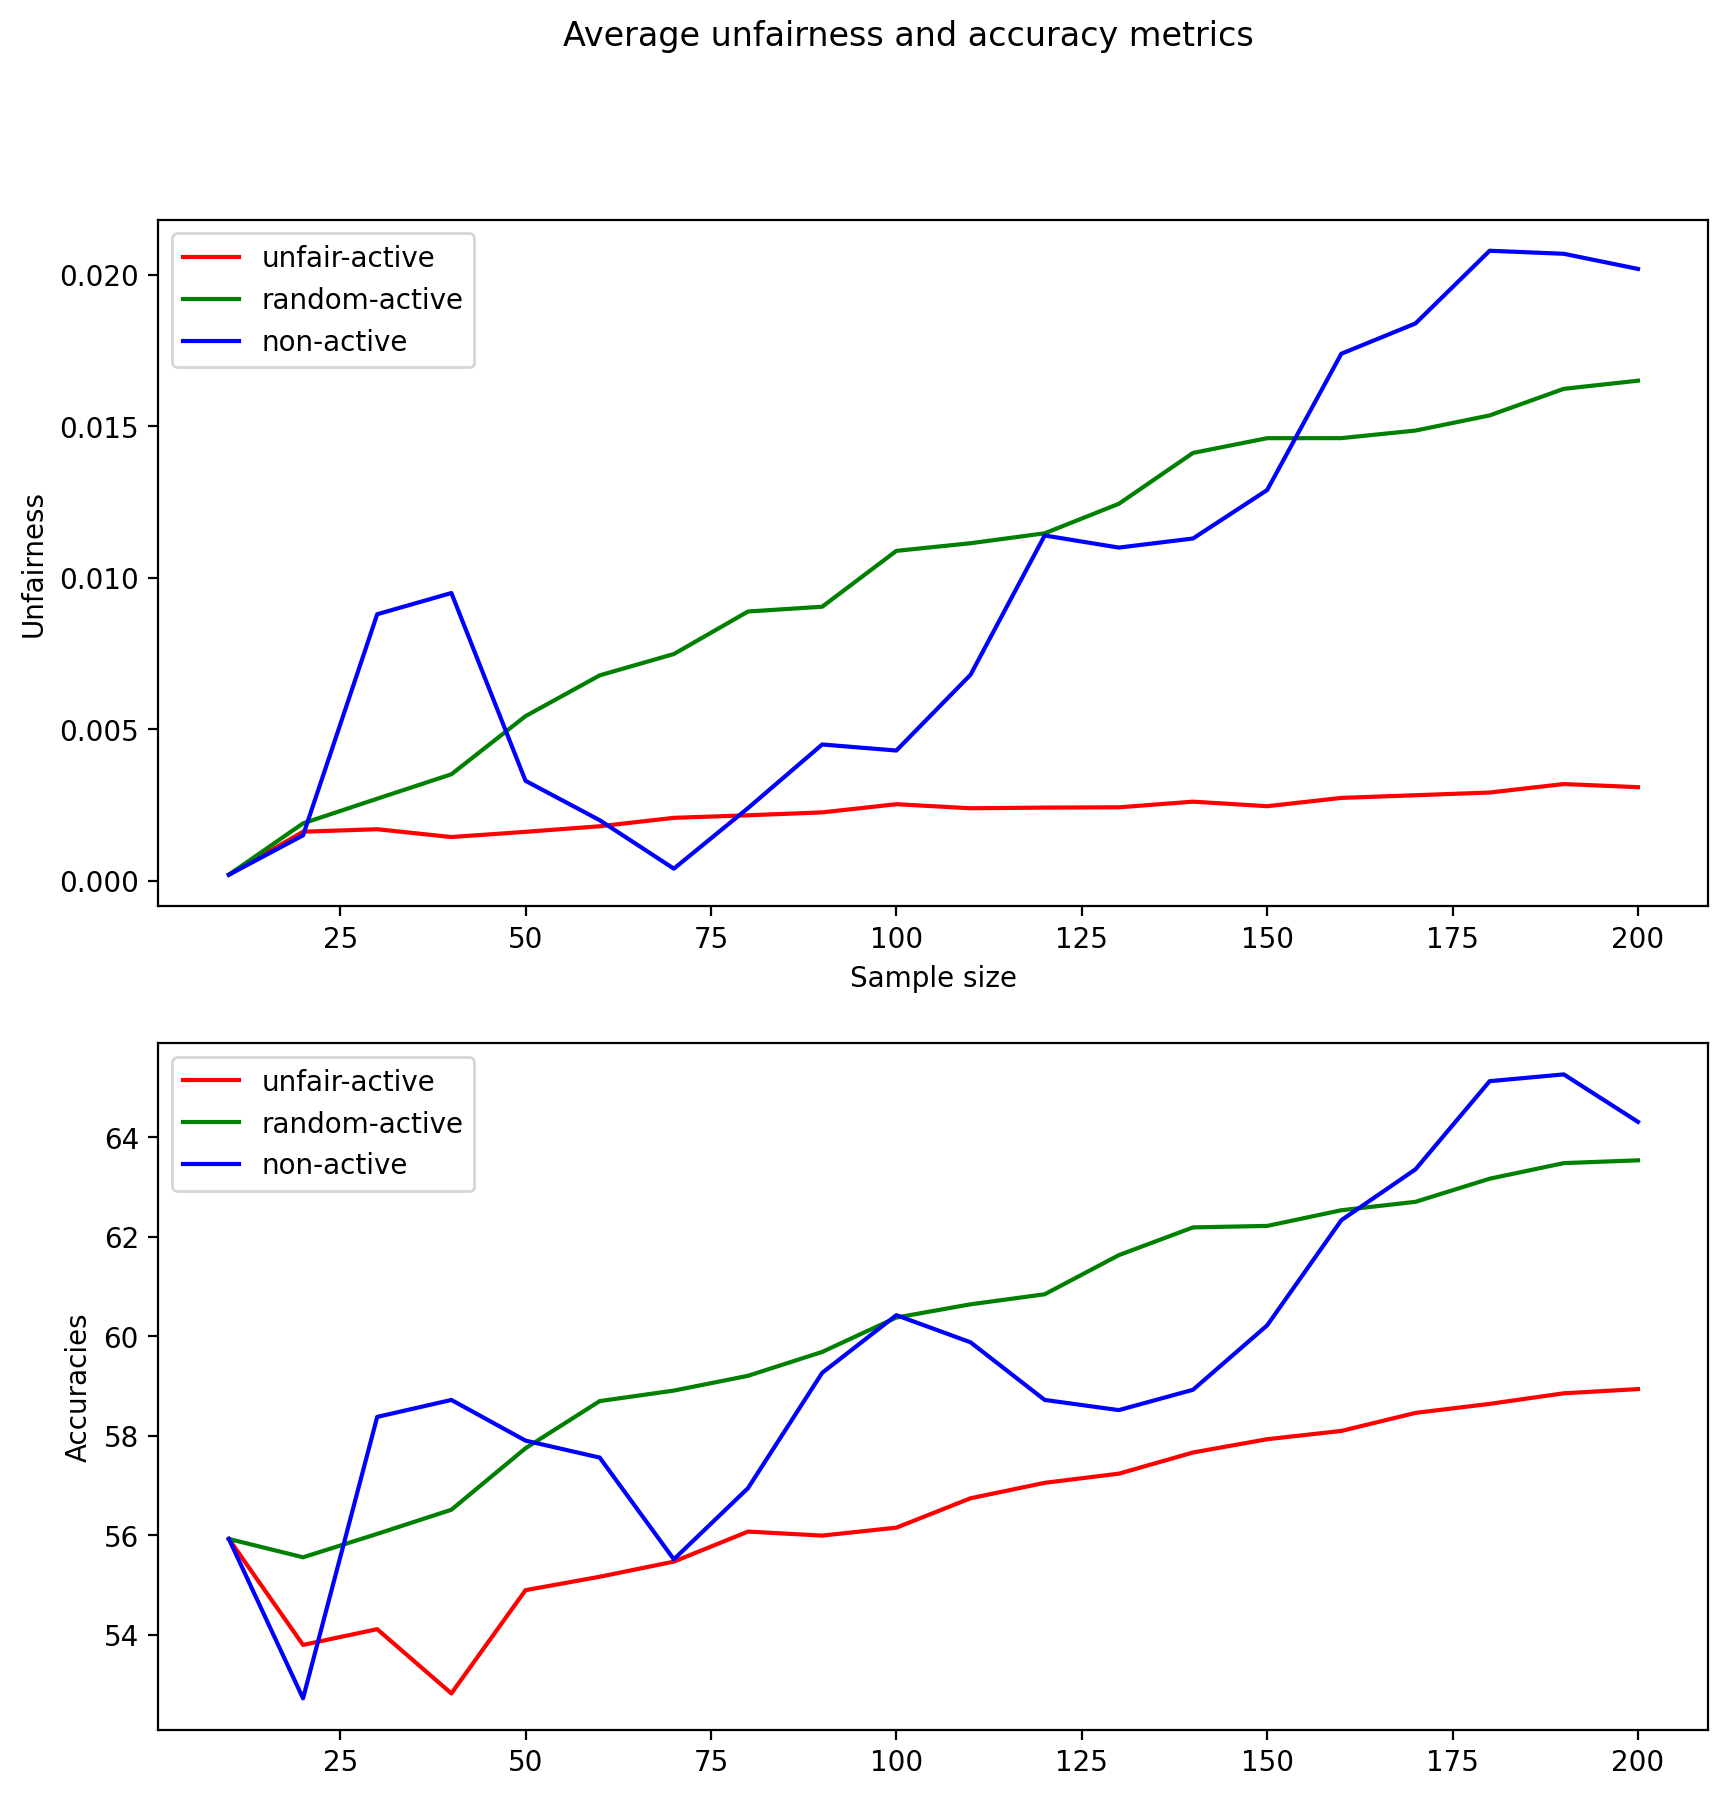 Average unfairness and accuracy metrics
unfair-active
random-active
non-active
0.020
0.015
0.010
0.005
0.000
Unfairness
25 50 75 100 125 150 175 200
Sample size
unfair-active
random-active
non-active
64
62
60
58
56
54
Accuracies
25 50 75 100 125 150 175 200